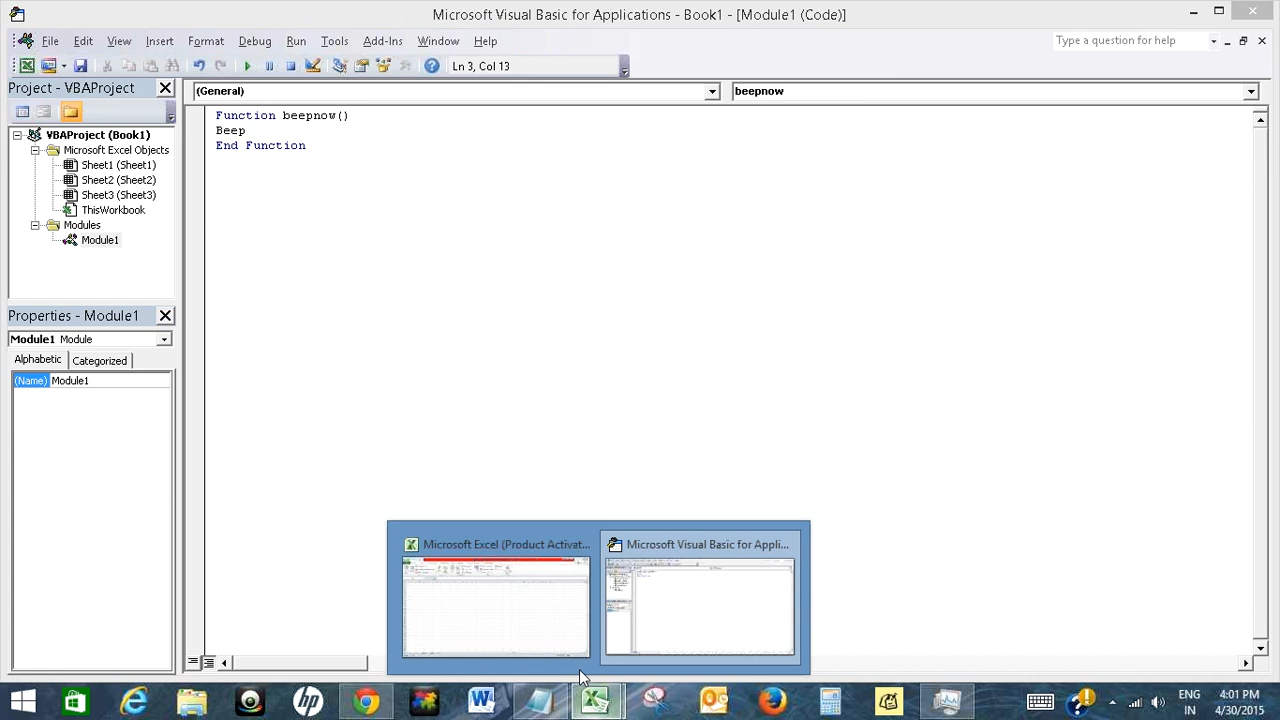 Microsoft Visual Basic for Applications - Book1 - [Module1 (Code)]
File Edit View Insert Format Debug Run Tools Add-Ins Window Help
Type a question for help
Ln 3, Col 13
Project - VBAProject
(General)
beepnow
Function beepnow()
Beep
End Function
VBAProject (Book1)
Microsoft Excel Objects
Sheet1 (Sheet1)
Sheet2 (Sheet2)
Sheet3 (Sheet3)
ThisWorkbook
Modules
Module1
Properties - Module1
Module1 Module
Alphabetic Categorized
(Name) Module1
Microsoft Excel (Product Activat...
Microsoft Visual Basic for Appli...
hp
ENG
IN
4:01 PM
4/30/2015